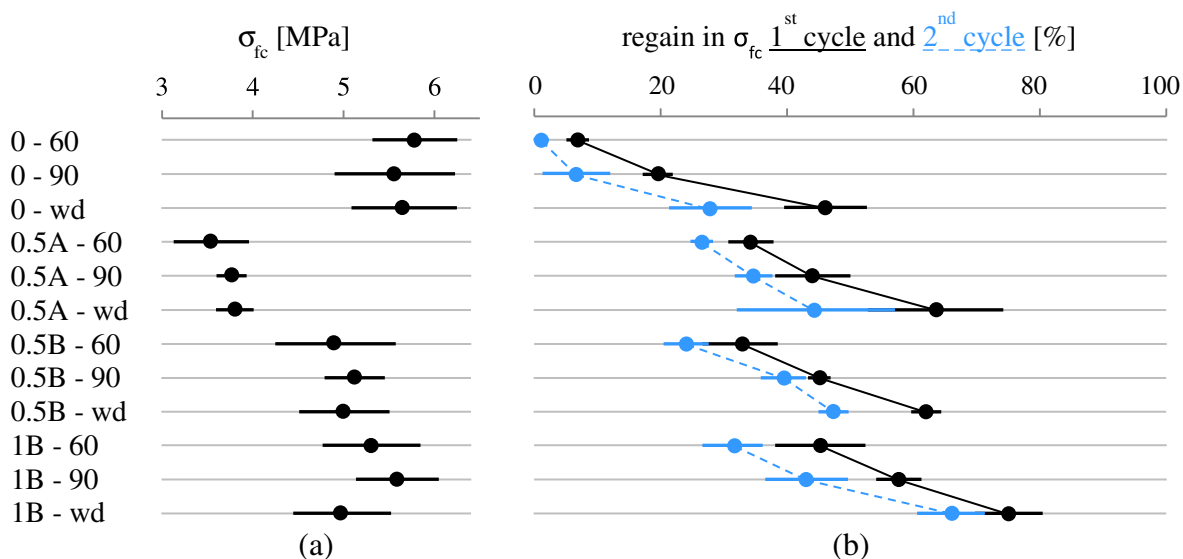 σfc [MPa]
regain in σfc 1st cycle and 2nd cycle [%]
3 4 5 6
0 20 40 60 80 100
0 - 60
0 - 90
0 - wd
0.5A - 60
0.5A - 90
0.5A - wd
0.5B - 60
0.5B - 90
0.5B - wd
1B - 60
1B - 90
1B - wd
(a)
(b)